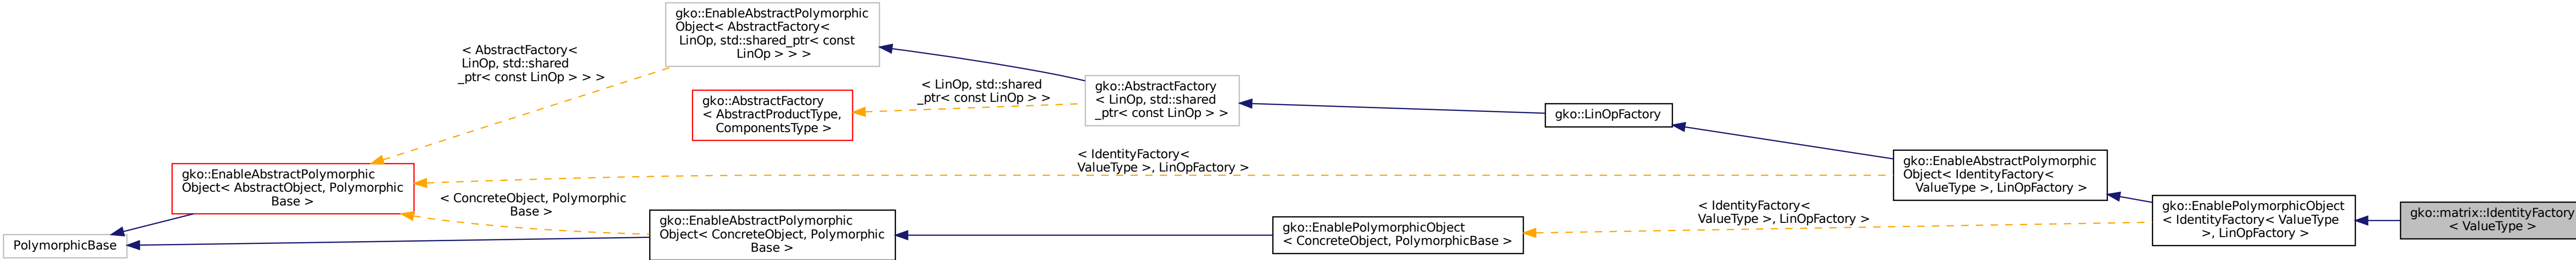 gko::EnableAbstractPolymorphic
Object< AbstractFactory<
LinOp, std::shared_ptr< const
LinOp > > >
< AbstractFactory<
LinOp, std::shared
_ptr< const LinOp > > >
gko::AbstractFactory
< AbstractProductType,
ComponentsType >
< LinOp, std::shared
_ptr< const LinOp > >
gko::AbstractFactory
< LinOp, std::shared
_ptr< const LinOp > >
gko::LinOpFactory
gko::EnableAbstractPolymorphic
Object< AbstractObject, Polymorphic
Base >
< IdentityFactory<
ValueType >, LinOpFactory >
gko::EnableAbstractPolymorphic
Object< IdentityFactory<
ValueType >, LinOpFactory >
< ConcreteObject, Polymorphic
Base >
PolymorphicBase
gko::EnableAbstractPolymorphic
Object< ConcreteObject, Polymorphic
Base >
gko::EnablePolymorphicObject
< ConcreteObject, PolymorphicBase >
< IdentityFactory<
ValueType >, LinOpFactory >
gko::EnablePolymorphicObject
< IdentityFactory< ValueType
>, LinOpFactory >
gko::matrix::IdentityFactory
< ValueType >